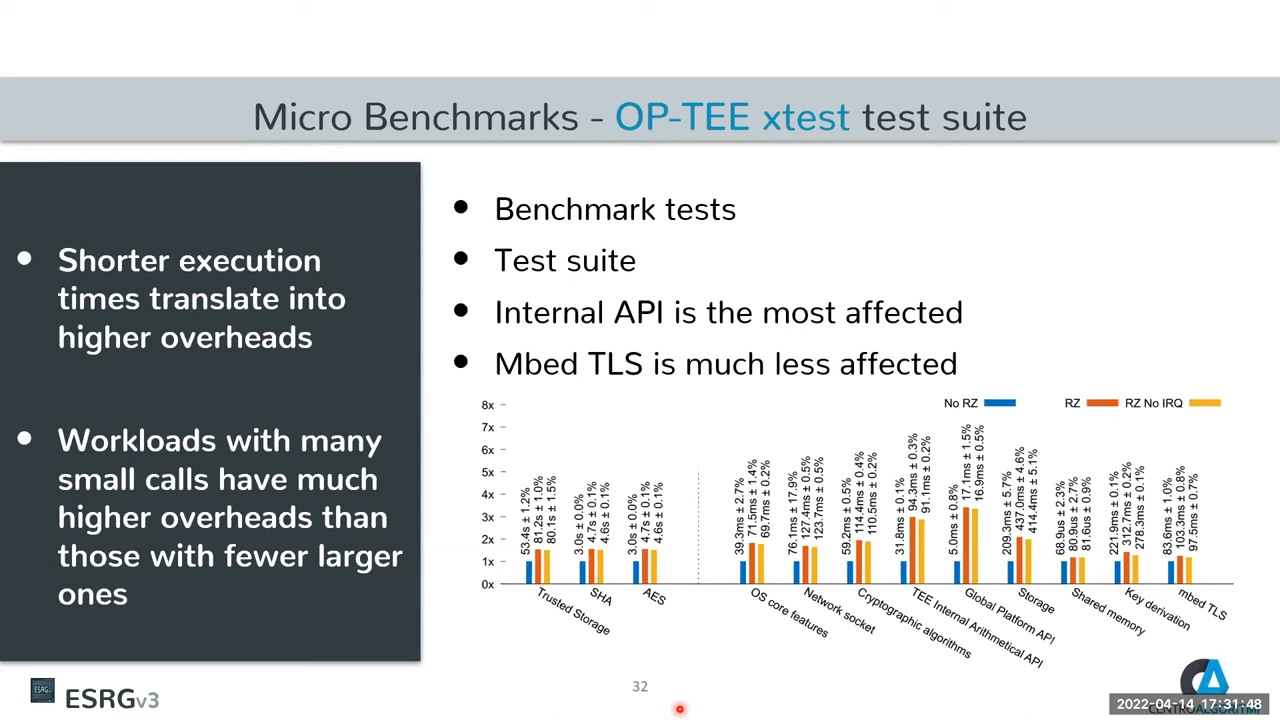 Micro Benchmarks - OP-TEE xtest test suite
• Shorter execution
times translate into
higher overheads
• Workloads with many
small calls have much
higher overheads than
those with fewer larger
ones
• Benchmark tests
• Test suite
• Internal API is the most affected
• Mbed TLS is much less affected
No RZ
RZ
RZ No IRQ
8x
7x
6x
5x
4x
3x
2x
1x
0x
53.4s ± 1.2%
81.2s ± 1.0%
80.1s ± 1.5%
3.0s ± 0.0%
4.7s ± 0.1%
4.6s ± 0.1%
3.0s ± 0.0%
4.7s ± 0.1%
4.6s ± 0.1%
39.3ms ± 2.7%
71.5ms ± 1.4%
69.7ms ± 0.2%
76.1ms ± 17.9%
127.4ms ± 0.5%
123.7ms ± 0.5%
59.2ms ± 0.5%
114.4ms ± 0.4%
110.5ms ± 0.2%
31.8ms ± 0.1%
94.3ms ± 0.3%
91.1ms ± 0.2%
5.0ms ± 0.8%
17.1ms ± 1.5%
16.9ms ± 0.5%
209.3ms ± 5.7%
437.0ms ± 4.6%
414.4ms ± 5.1%
68.9us ± 2.3%
80.9us ± 2.7%
81.6us ± 0.9%
221.9ms ± 0.1%
312.7ms ± 0.2%
278.3ms ± 0.1%
83.6ms ± 1.0%
103.3ms ± 0.8%
97.5ms ± 0.7%
Trusted Storage
SHA
AES
OS core features
Network socket
Cryptographic algorithms
TEE Internal Arithmetical API
Global Platform API
Storage
Shared memory
Key derivation
mbed TLS
ESRG
ESRGv3
32
2022-04-14 17:31:48
CENTROALGORITMI